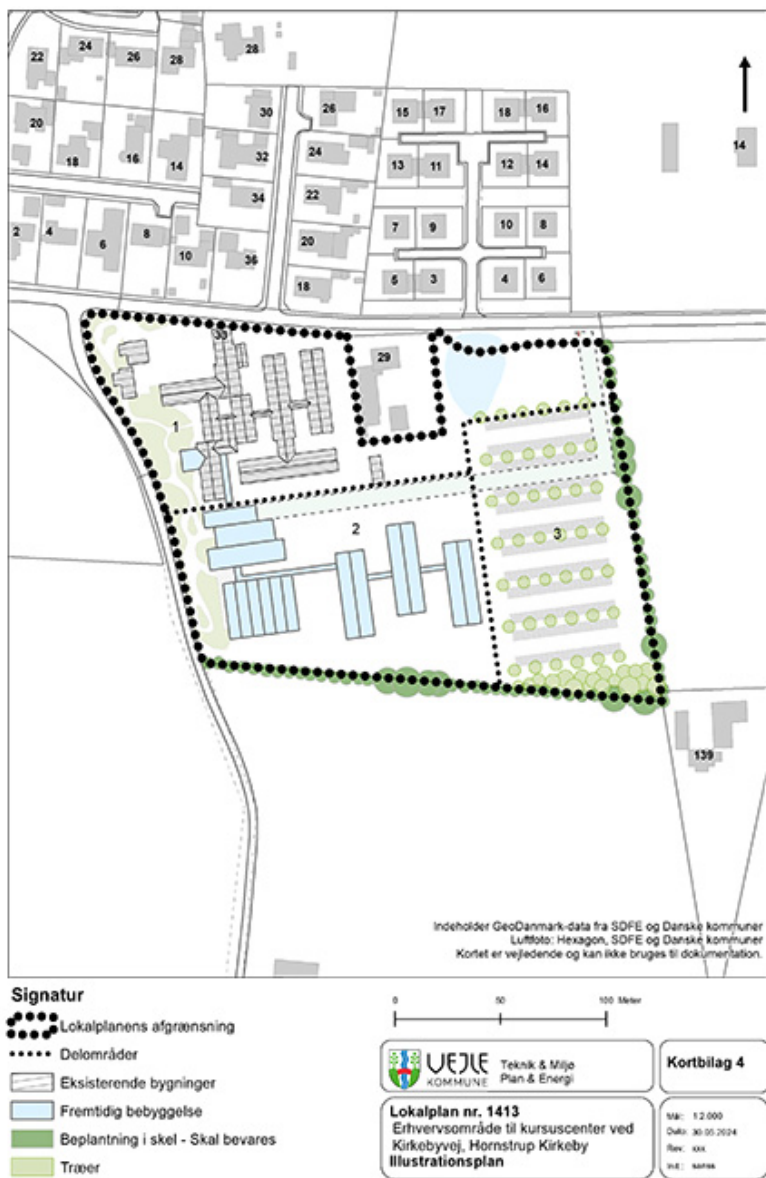 22
24
26
28
28
20
18
16
14
30
32
34
26
24
22
15
17
18
16
13
11
12
14
14
2
4
6
8
10
36
20
18
7
9
10
8
5
3
4
6
30
29
1
2
3
139
Indeholder GeoDanmark-data fra SDFE og Danske kommuner
Luftfoto: Hexagon, SDFE og Danske kommuner
Kortet er vejledende og kan ikke bruges til dokumentation.
Signatur
Lokalplanens afgrænsning
Delområder
Eksisterende bygninger
Fremtidig bebyggelse
Beplantning i skel - Skal bevares
Træer
0 50 100 Meter
VEJLE
KOMMUNE
Teknik & Miljø
Plan & Energi
Kortbilag 4
Lokalplan nr. 1413
Erhvervsområde til kursuscenter ved
Kirkebyvej, Hornstrup Kirkeby
Illustrationsplan
Mål: 1:2.000
Dato: 30.05.2024
Rev.: xxx
Init.: